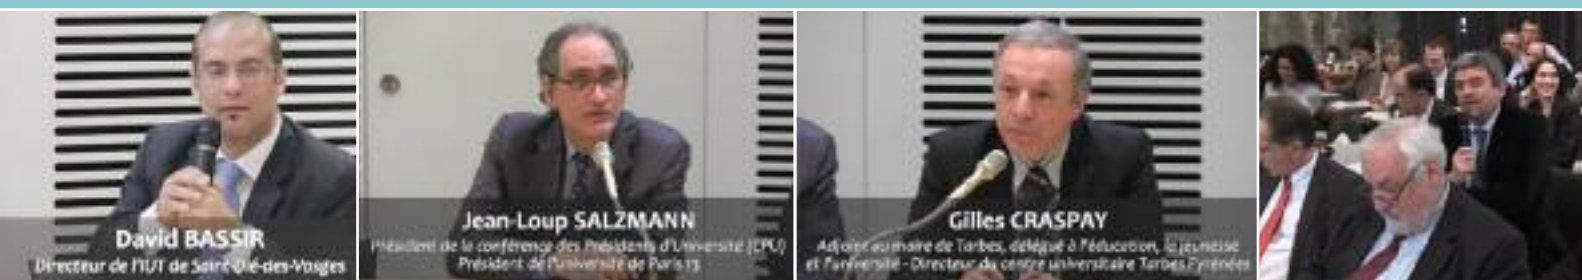 David BASSIR
Directeur de l'IUT de Saint-Dié-des-Vosges
Jean-Loup SALZMANN
Président de la conférence des Présidents d'Université (CPU)
Président de l'université de Paris 13
Gilles CRASPAY
Adjoint au maire de Tarbes, délégué à l'éducation, la jeunesse
et l'université - Directeur du centre universitaire Tarbes Pyrénées